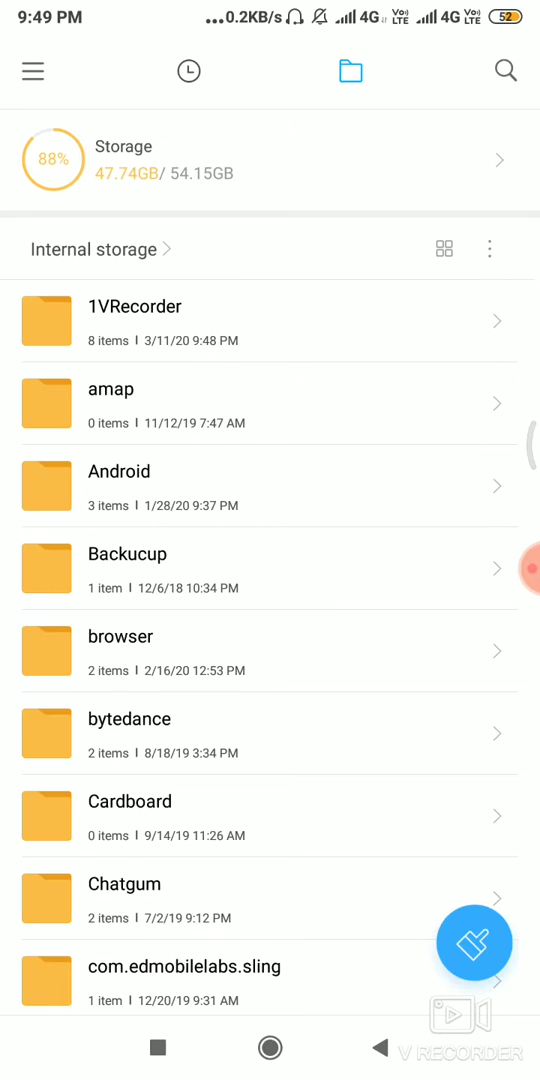 9:49 PM
...0.2KB/s 4G Vo) LTE 4G Vo) LTE 52
88%
Storage
47.74GB/ 54.15GB
Internal storage
1VRecorder
8 items I 3/11/20 9:48 PM
amap
0 items I 11/12/19 7:47 AM
Android
3 items I 1/28/20 9:37 PM
Backucup
1 item I 12/6/18 10:34 PM
browser
2 items I 2/16/20 12:53 PM
bytedance
2 items I 8/18/19 3:34 PM
Cardboard
0 items I 9/14/19 11:26 AM
Chatgum
2 items I 7/2/19 9:12 PM
com.edmobilelabs.sling
1 item I 12/20/19 9:31 AM
V RECORDER